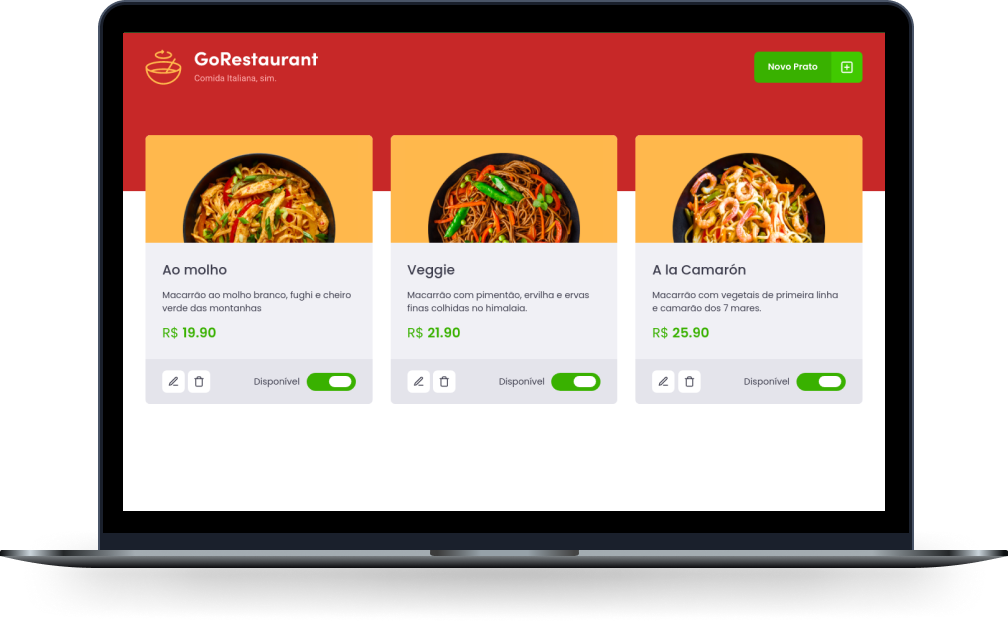 GoRestaurant
Comida Italiana, sim.
Novo Prato
Ao molho
Macarrão ao molho branco, fughi e cheiro
verde das montanhas
R$ 19.90
Disponível
Veggie
Macarrão com pimentão, ervilha e ervas
finas colhidas no himalaia.
R$ 21.90
Disponível
A la Camarón
Macarrão com vegetais de primeira linha
e camarão dos 7 mares.
R$ 25.90
Disponível